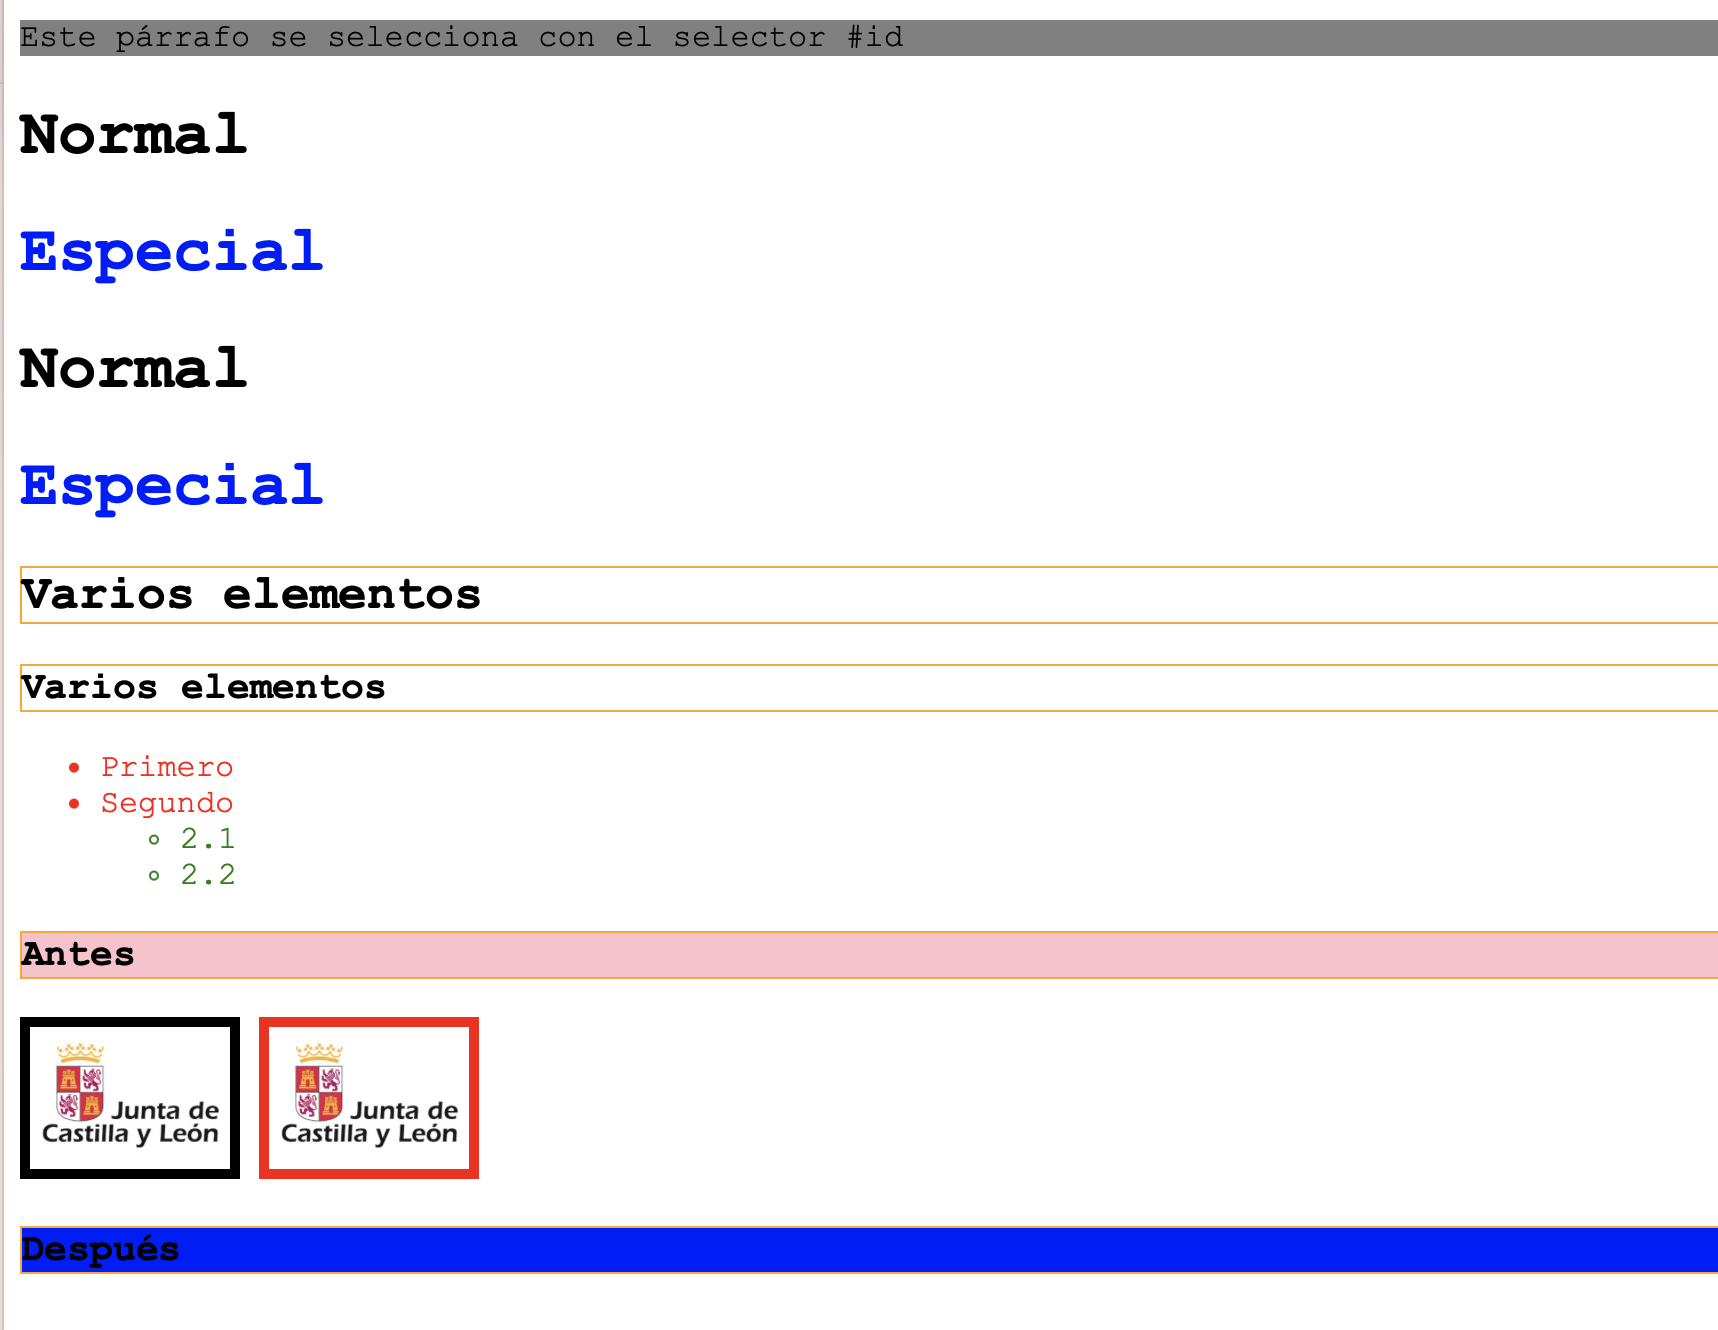 Este párrafo se selecciona con el selector #id
Normal
Especial
Normal
Especial
Varios elementos
Varios elementos
Primero
Segundo
2.1
2.2
Antes
Junta de
Castilla y León
Junta de
Castilla y León
Después